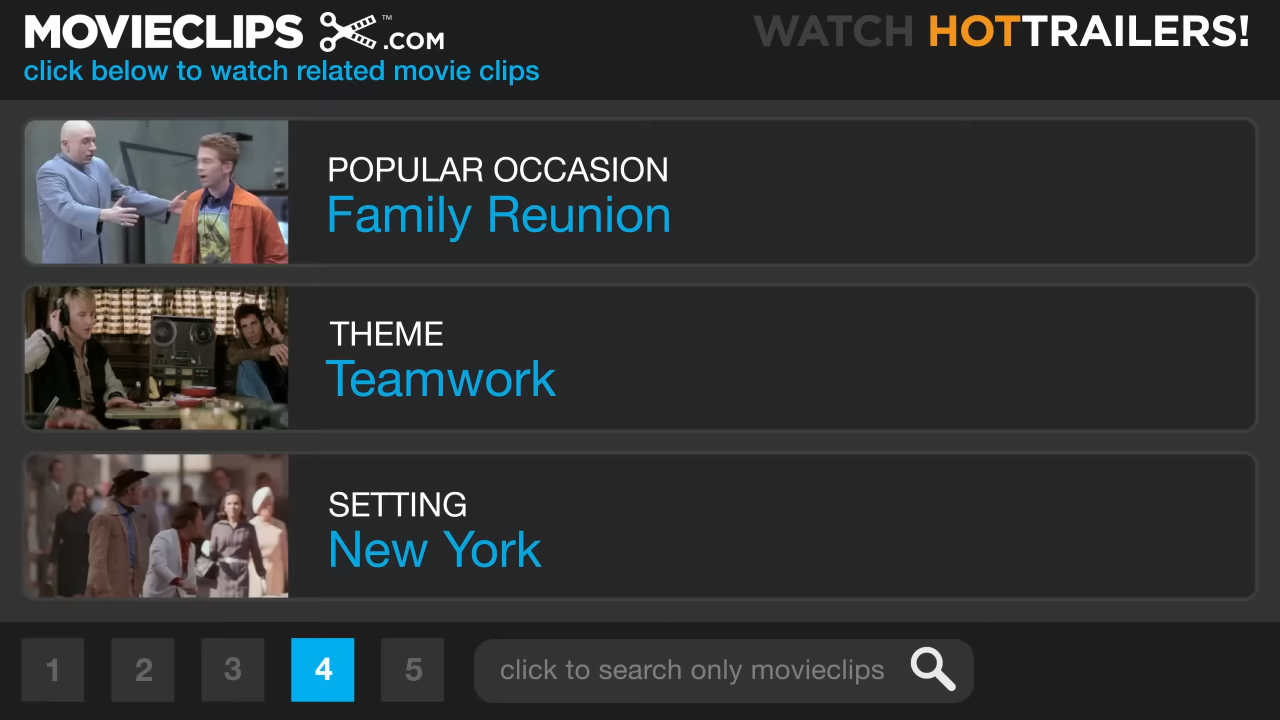 MOVIECLIPS ™ .COM
WATCH HOTTRAILERS!
click below to watch related movie clips
POPULAR OCCASION
Family Reunion
THEME
Teamwork
SETTING
New York
1 2 3 4 5 click to search only movieclips